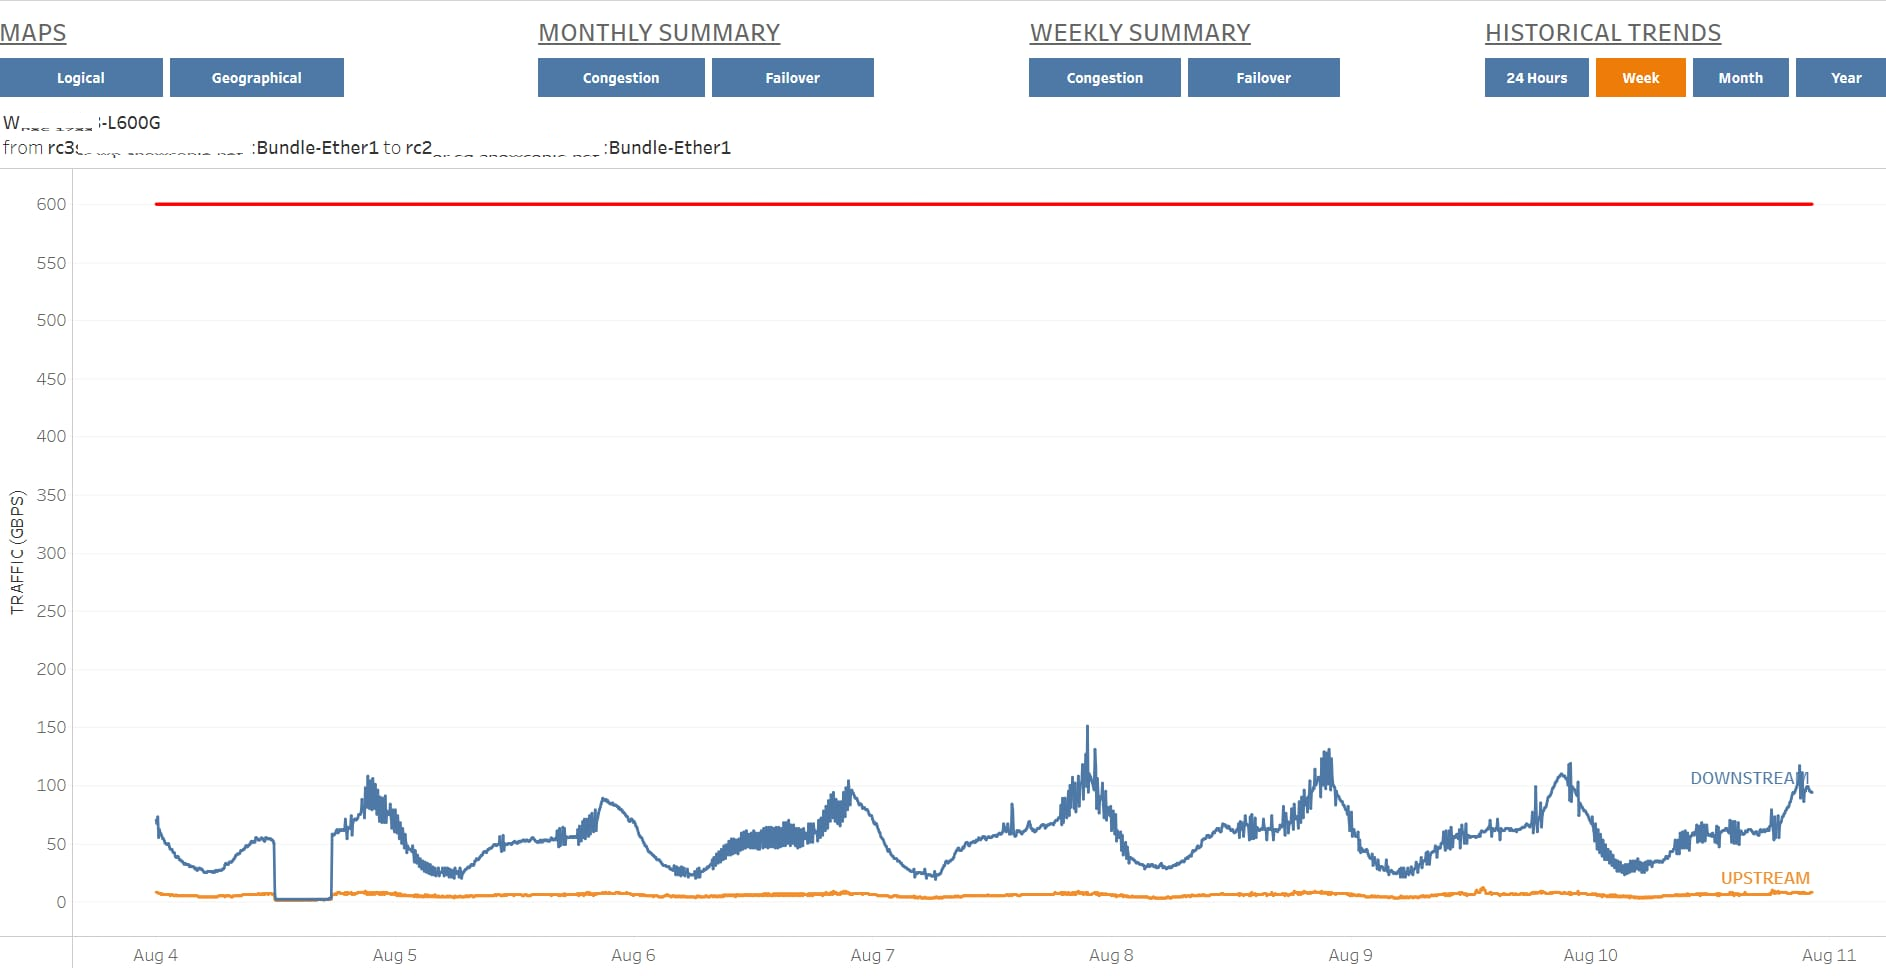 MAPS MONTHLY SUMMARY WEEKLY SUMMARY HISTORICAL TRENDS
Logical Geographical Congestion Failover Congestion Failover 24 Hours Week Month Year
W -L600G
from rc3 :Bundle-Ether1 to rc2 :Bundle-Ether1
600
550
500
450
400
350
300
250
200
150
100
50
0
TRAFFIC (GBPS)
DOWNSTREAM
UPSTREAM
Aug 4 Aug 5 Aug 6 Aug 7 Aug 8 Aug 9 Aug 10 Aug 11